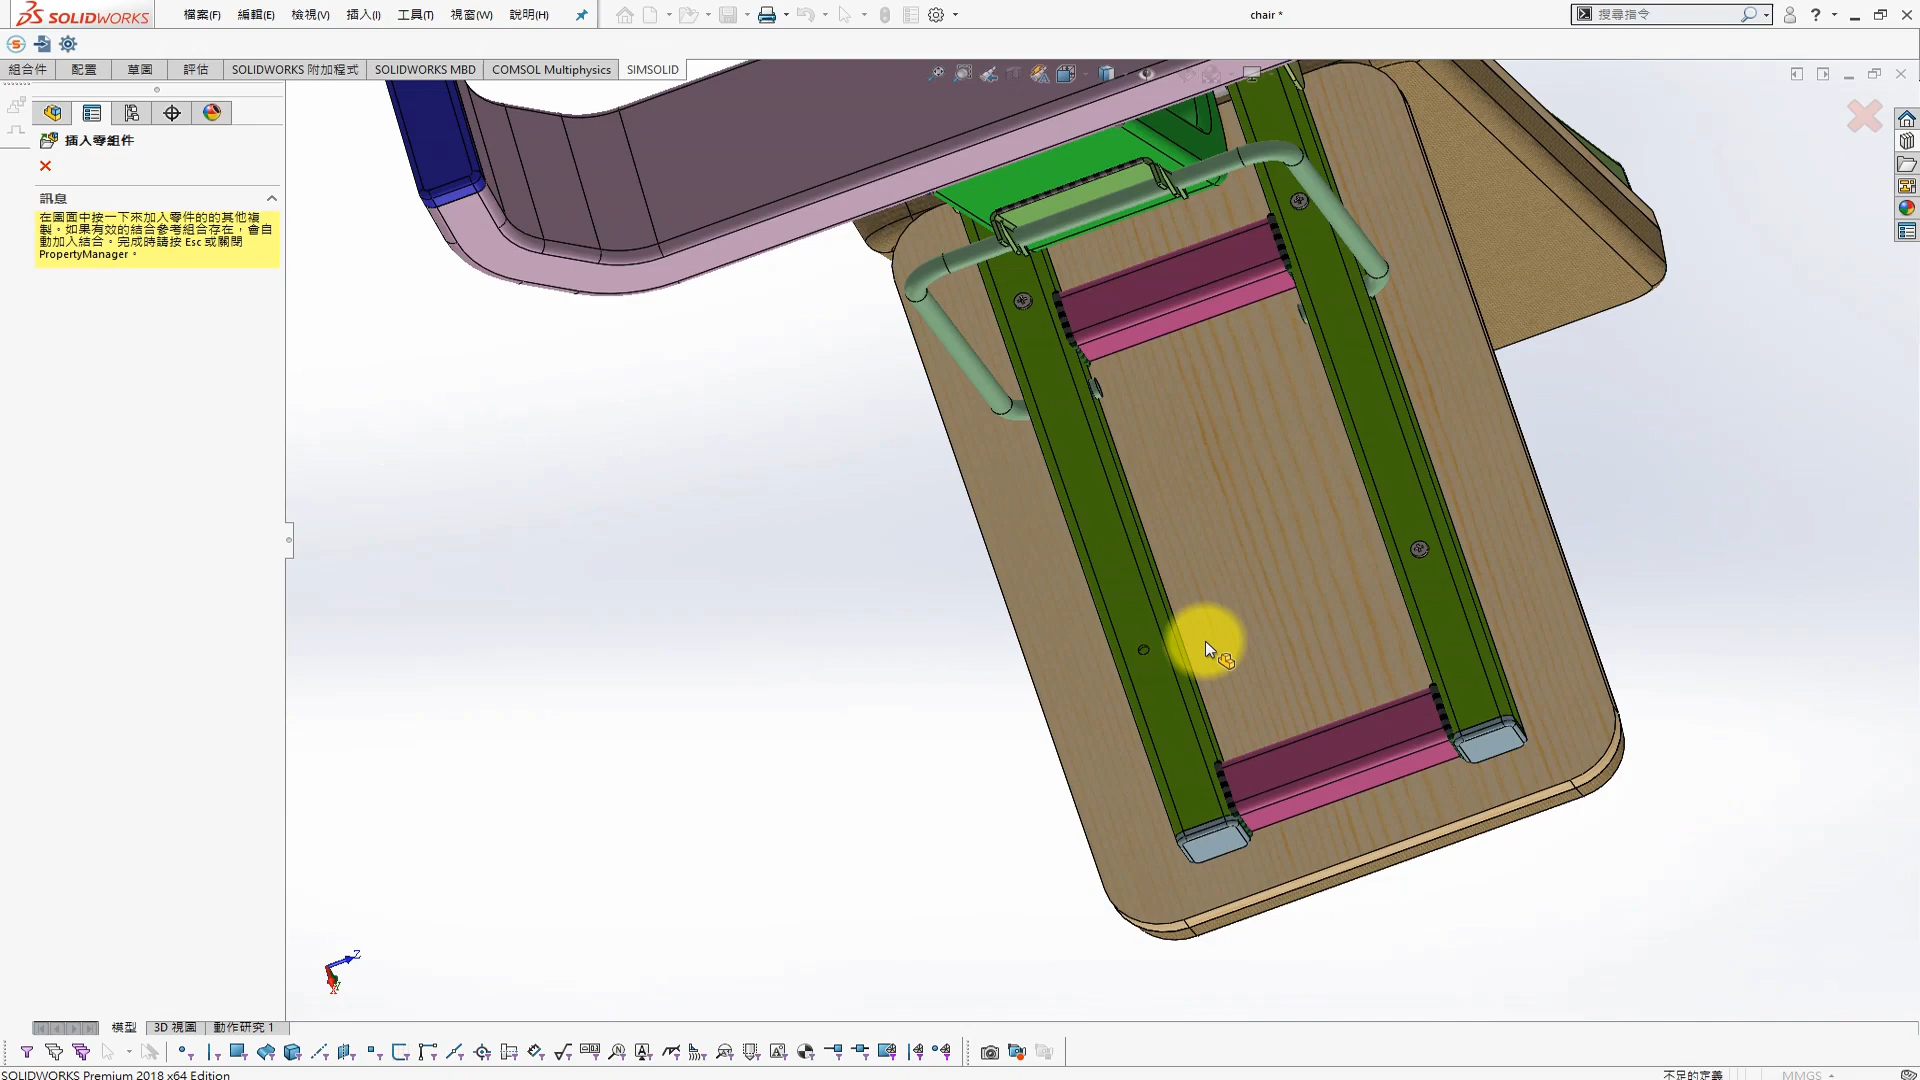 SOLIDWORKS
檔案(F) 編輯(E) 檢視(V) 插入(I) 工具(T) 視窗(W) 說明(H)
chair *
搜尋指令
組合件 配置 草圖 評估 SOLIDWORKS 附加程式 SOLIDWORKS MBD COMSOL Multiphysics SIMSOLID
插入零組件
訊息
在圖面中按一下來加入零件的的其他複
製。如果有效的結合參考組合存在，會自
動加入結合。完成時請按 Esc 或關閉
PropertyManager。
Z
模型 3D 視圖 動作研究 1
SOLIDWORKS Premium 2018 x64 Edition
不足的定義 MMGS